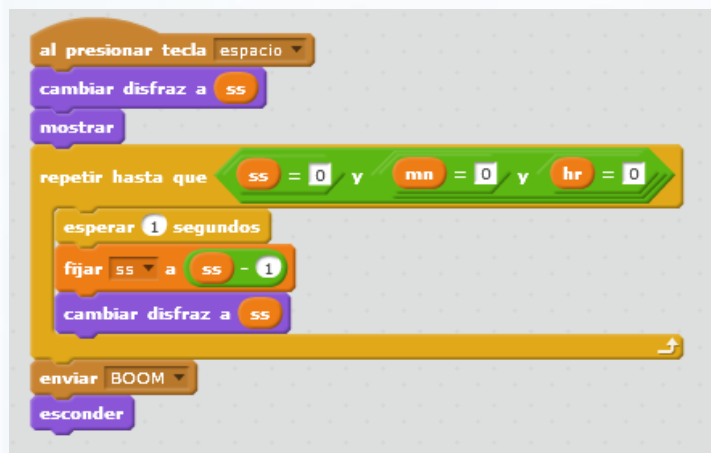 al presionar tecla espacio
cambiar disfraz a ss
mostrar
repetir hasta que ss = 0 y mn = 0 y hr = 0
esperar 1 segundos
fijar ss a ss - 1
cambiar disfraz a ss
enviar BOOM
esconder